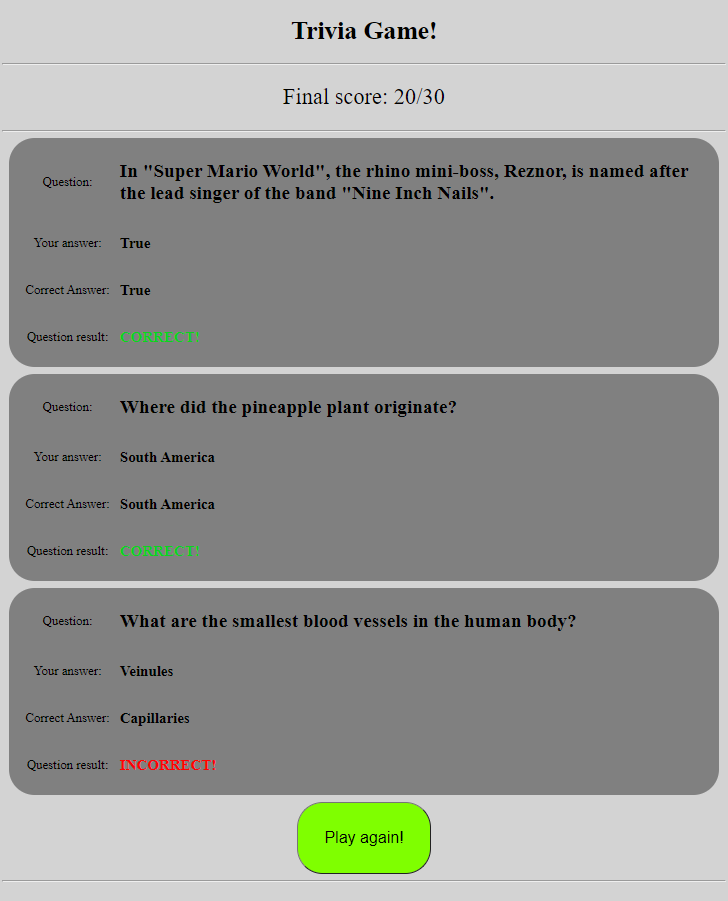 Trivia Game!
Final score: 20/30
Question: In "Super Mario World", the rhino mini-boss, Reznor, is named after
the lead singer of the band "Nine Inch Nails".
Your answer: True
Correct Answer: True
Question result: CORRECT!
Question: Where did the pineapple plant originate?
Your answer: South America
Correct Answer: South America
Question result: CORRECT!
Question: What are the smallest blood vessels in the human body?
Your answer: Veinules
Correct Answer: Capillaries
Question result: INCORRECT!
Play again!